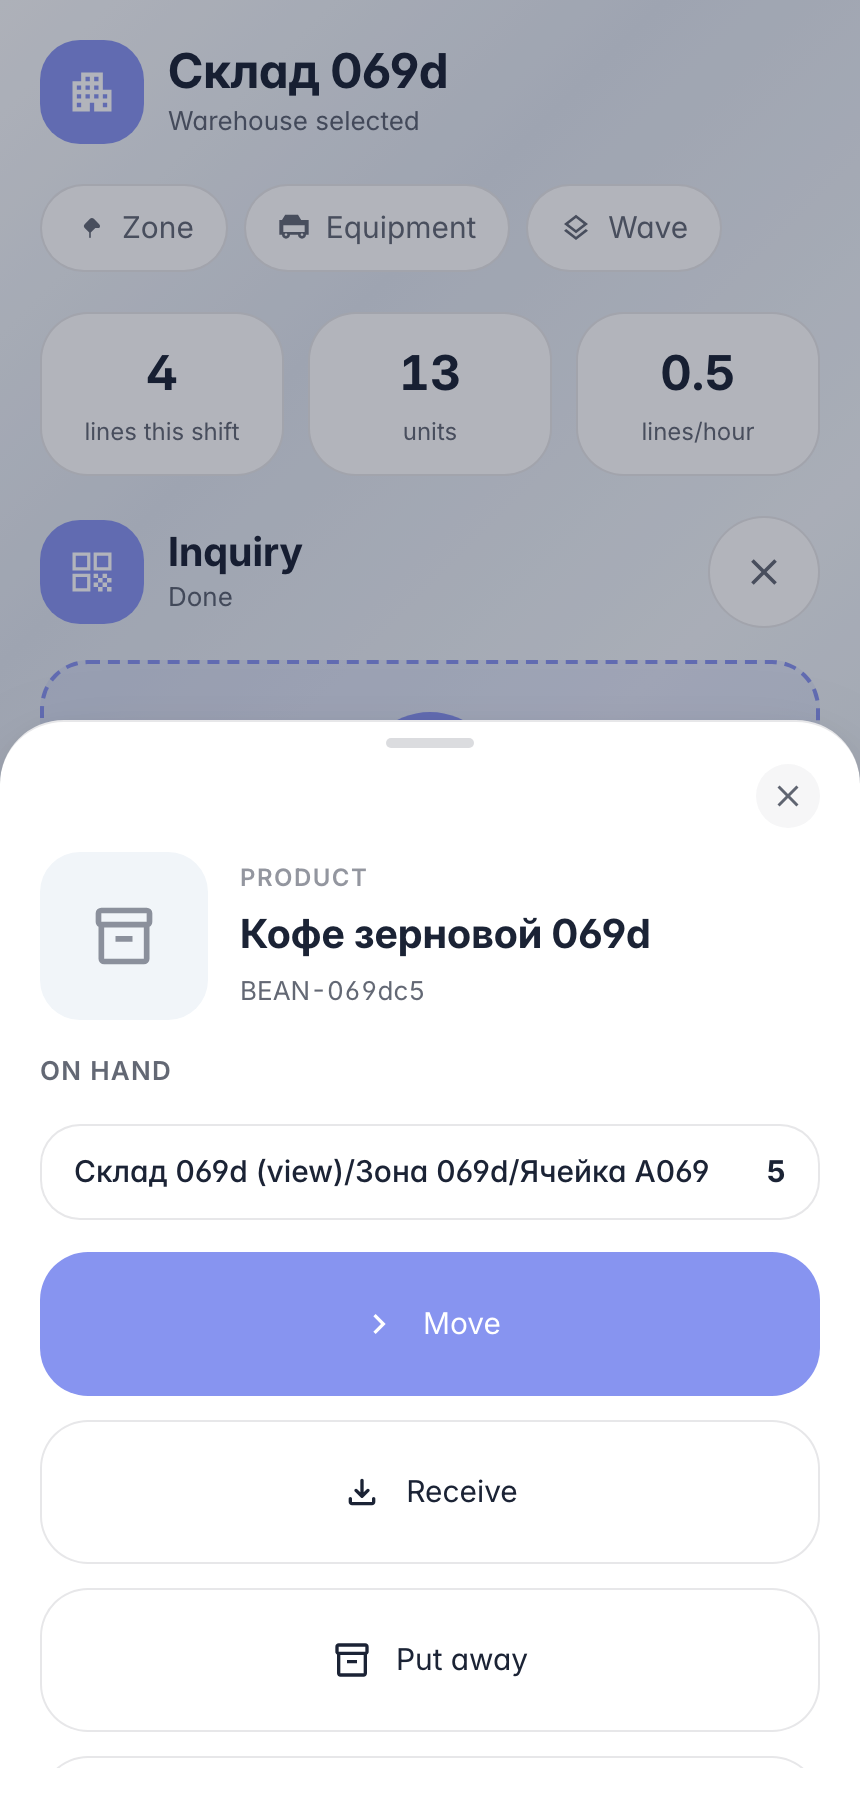 Склад 069d
Warehouse selected
Zone
Equipment
Wave
4
13
0.5
lines this shift
units
lines/hour
Inquiry
Done
PRODUCT
Кофе зерновой 069d
BEAN-069dc5
ON HAND
Склад 069d (view)/Зона 069d/Ячейка A069 5
Move
Receive
Put away